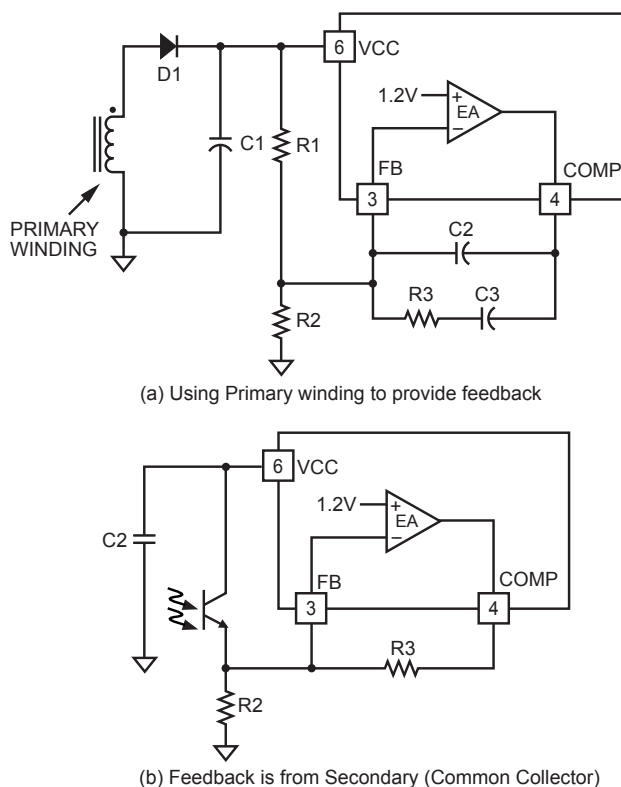 6 VCC
D1
1.2V + EA −
C1
R1
FB
COMP
3
4
PRIMARY
WINDING
C2
R3
C3
R2
(a) Using Primary winding to provide feedback
6 VCC
1.2V + EA −
C2
FB
COMP
3
4
R3
R2
(b) Feedback is from Secondary (Common Collector)